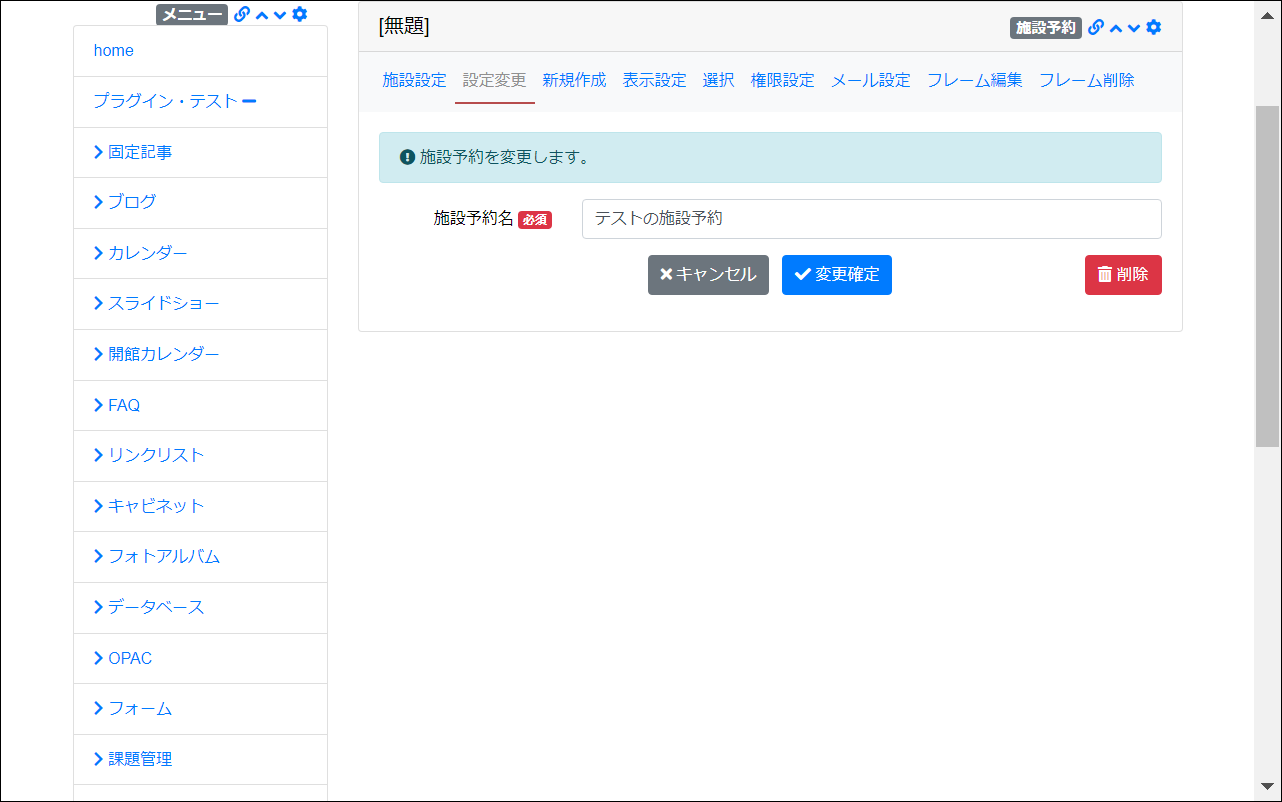 メニュー
home
プラグイン・テスト
固定記事
ブログ
カレンダー
スライドショー
開館カレンダー
FAQ
リンクリスト
キャビネット
フォトアルバム
データベース
OPAC
フォーム
課題管理
[無題] 施設予約
施設設定 設定変更 新規作成 表示設定 選択 権限設定 メール設定 フレーム編集 フレーム削除
施設予約を変更します。
施設予約名 必須 テストの施設予約
キャンセル 変更確定 削除